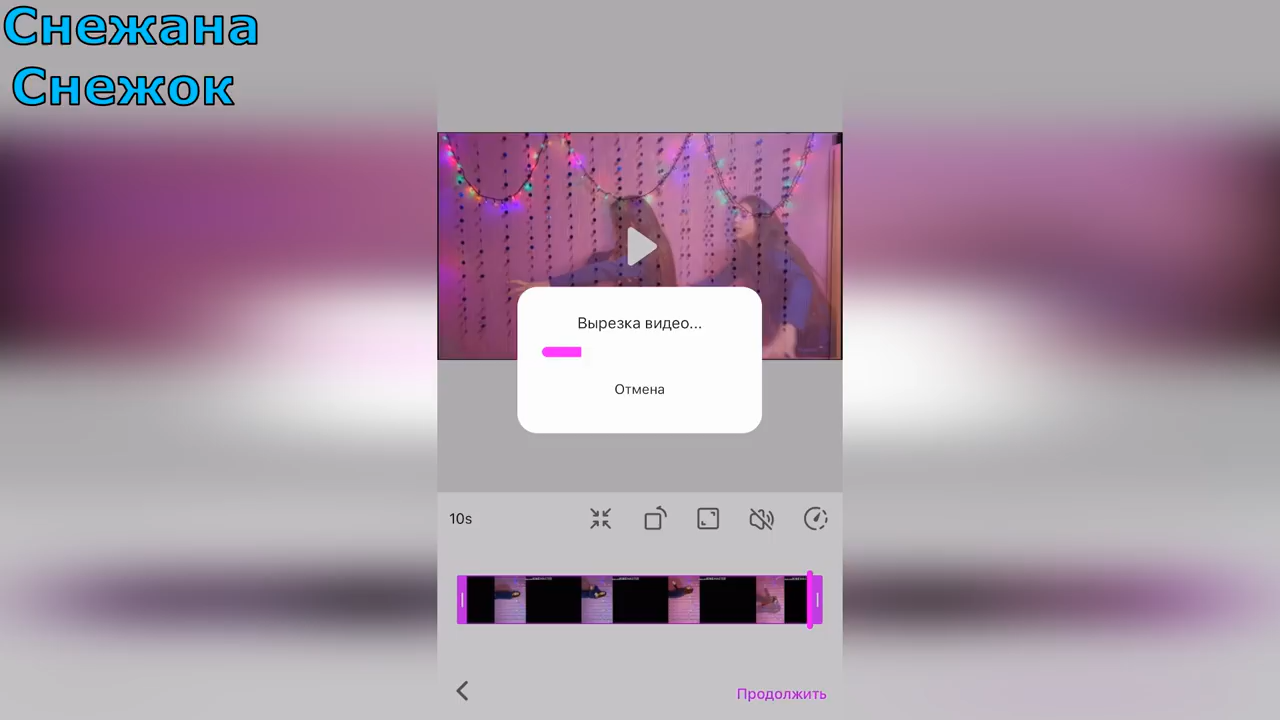 Снежана
Снежок
Вырезка видео...
Отмена
10s
Продолжить